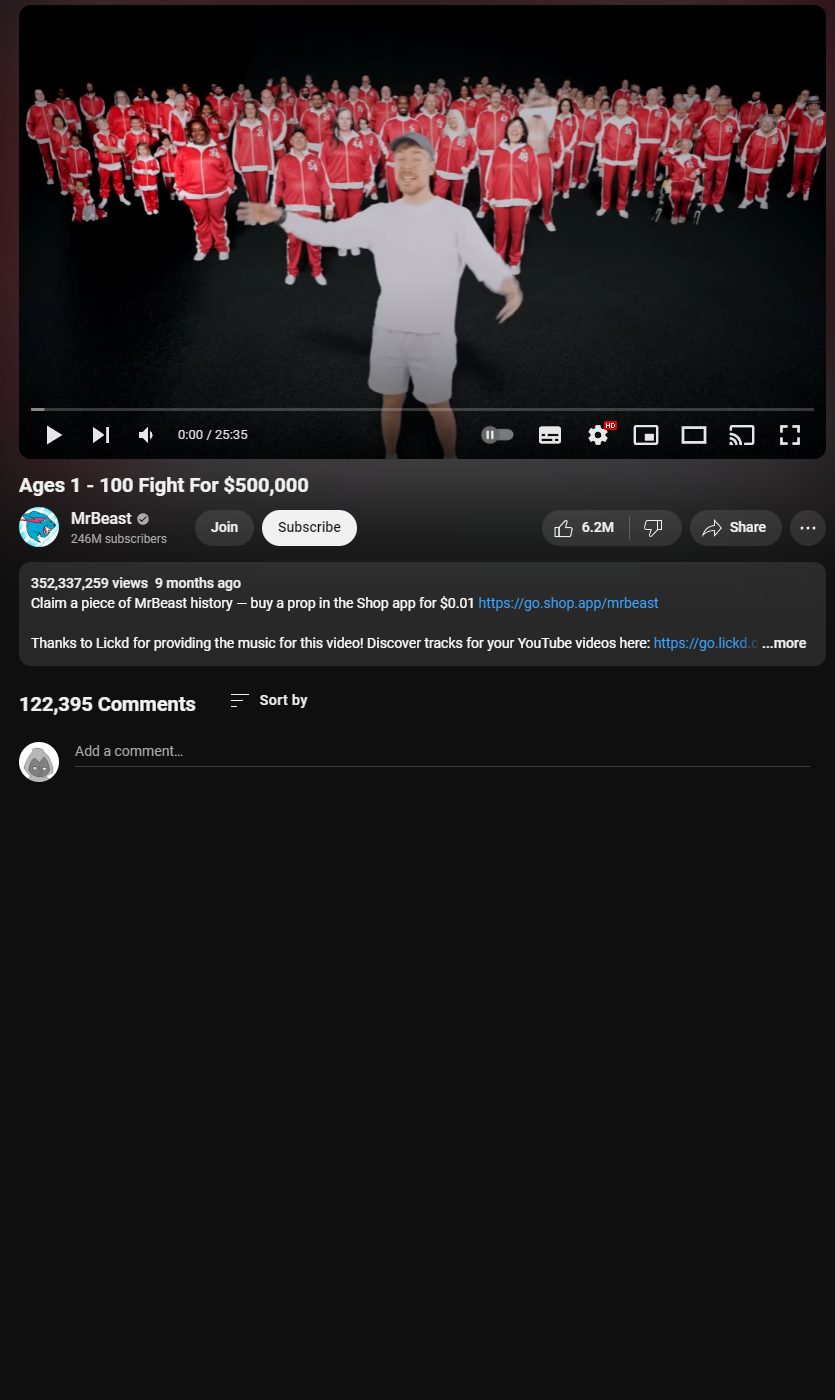 HD
0:00 / 25:35
Ages 1 - 100 Fight For $500,000
MrBeast
246M subscribers
Join
Subscribe
6.2M
Share
352,337,259 views 9 months ago
Claim a piece of MrBeast history — buy a prop in the Shop app for $0.01 https://go.shop.app/mrbeast
Thanks to Lickd for providing the music for this video! Discover tracks for your YouTube videos here: https://go.lickd.c ...more
122,395 Comments
Sort by
Add a comment...